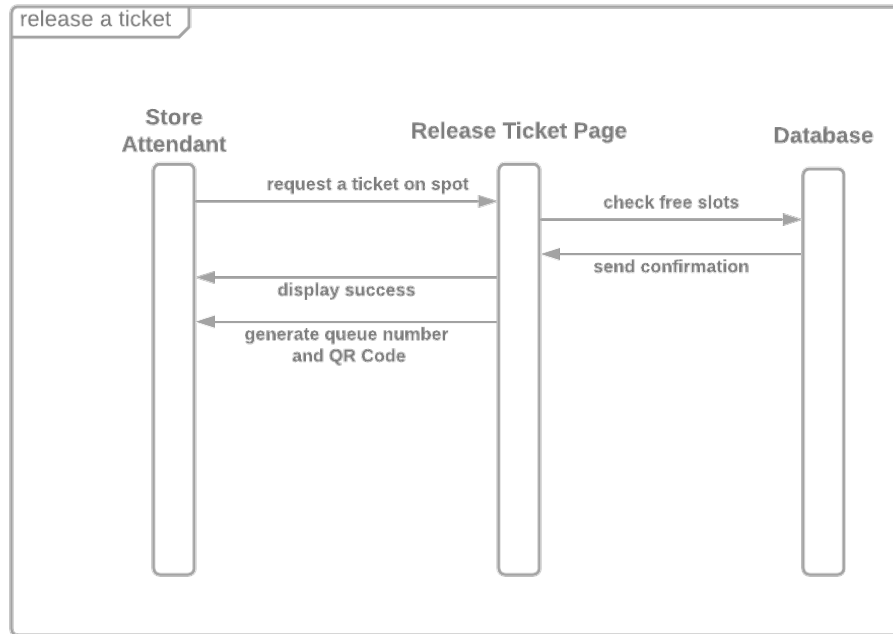 release a ticket
Store
Attendant
Release Ticket Page
Database
request a ticket on spot
check free slots
send confirmation
display success
generate queue number
and QR Code